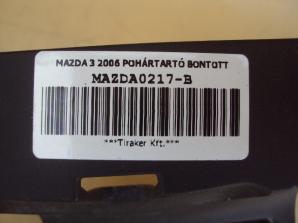 MAZDA 3 2006 POHÁRTARTÓ BONTOTT
MAZDA0217-B
***Tiraker Kft.***